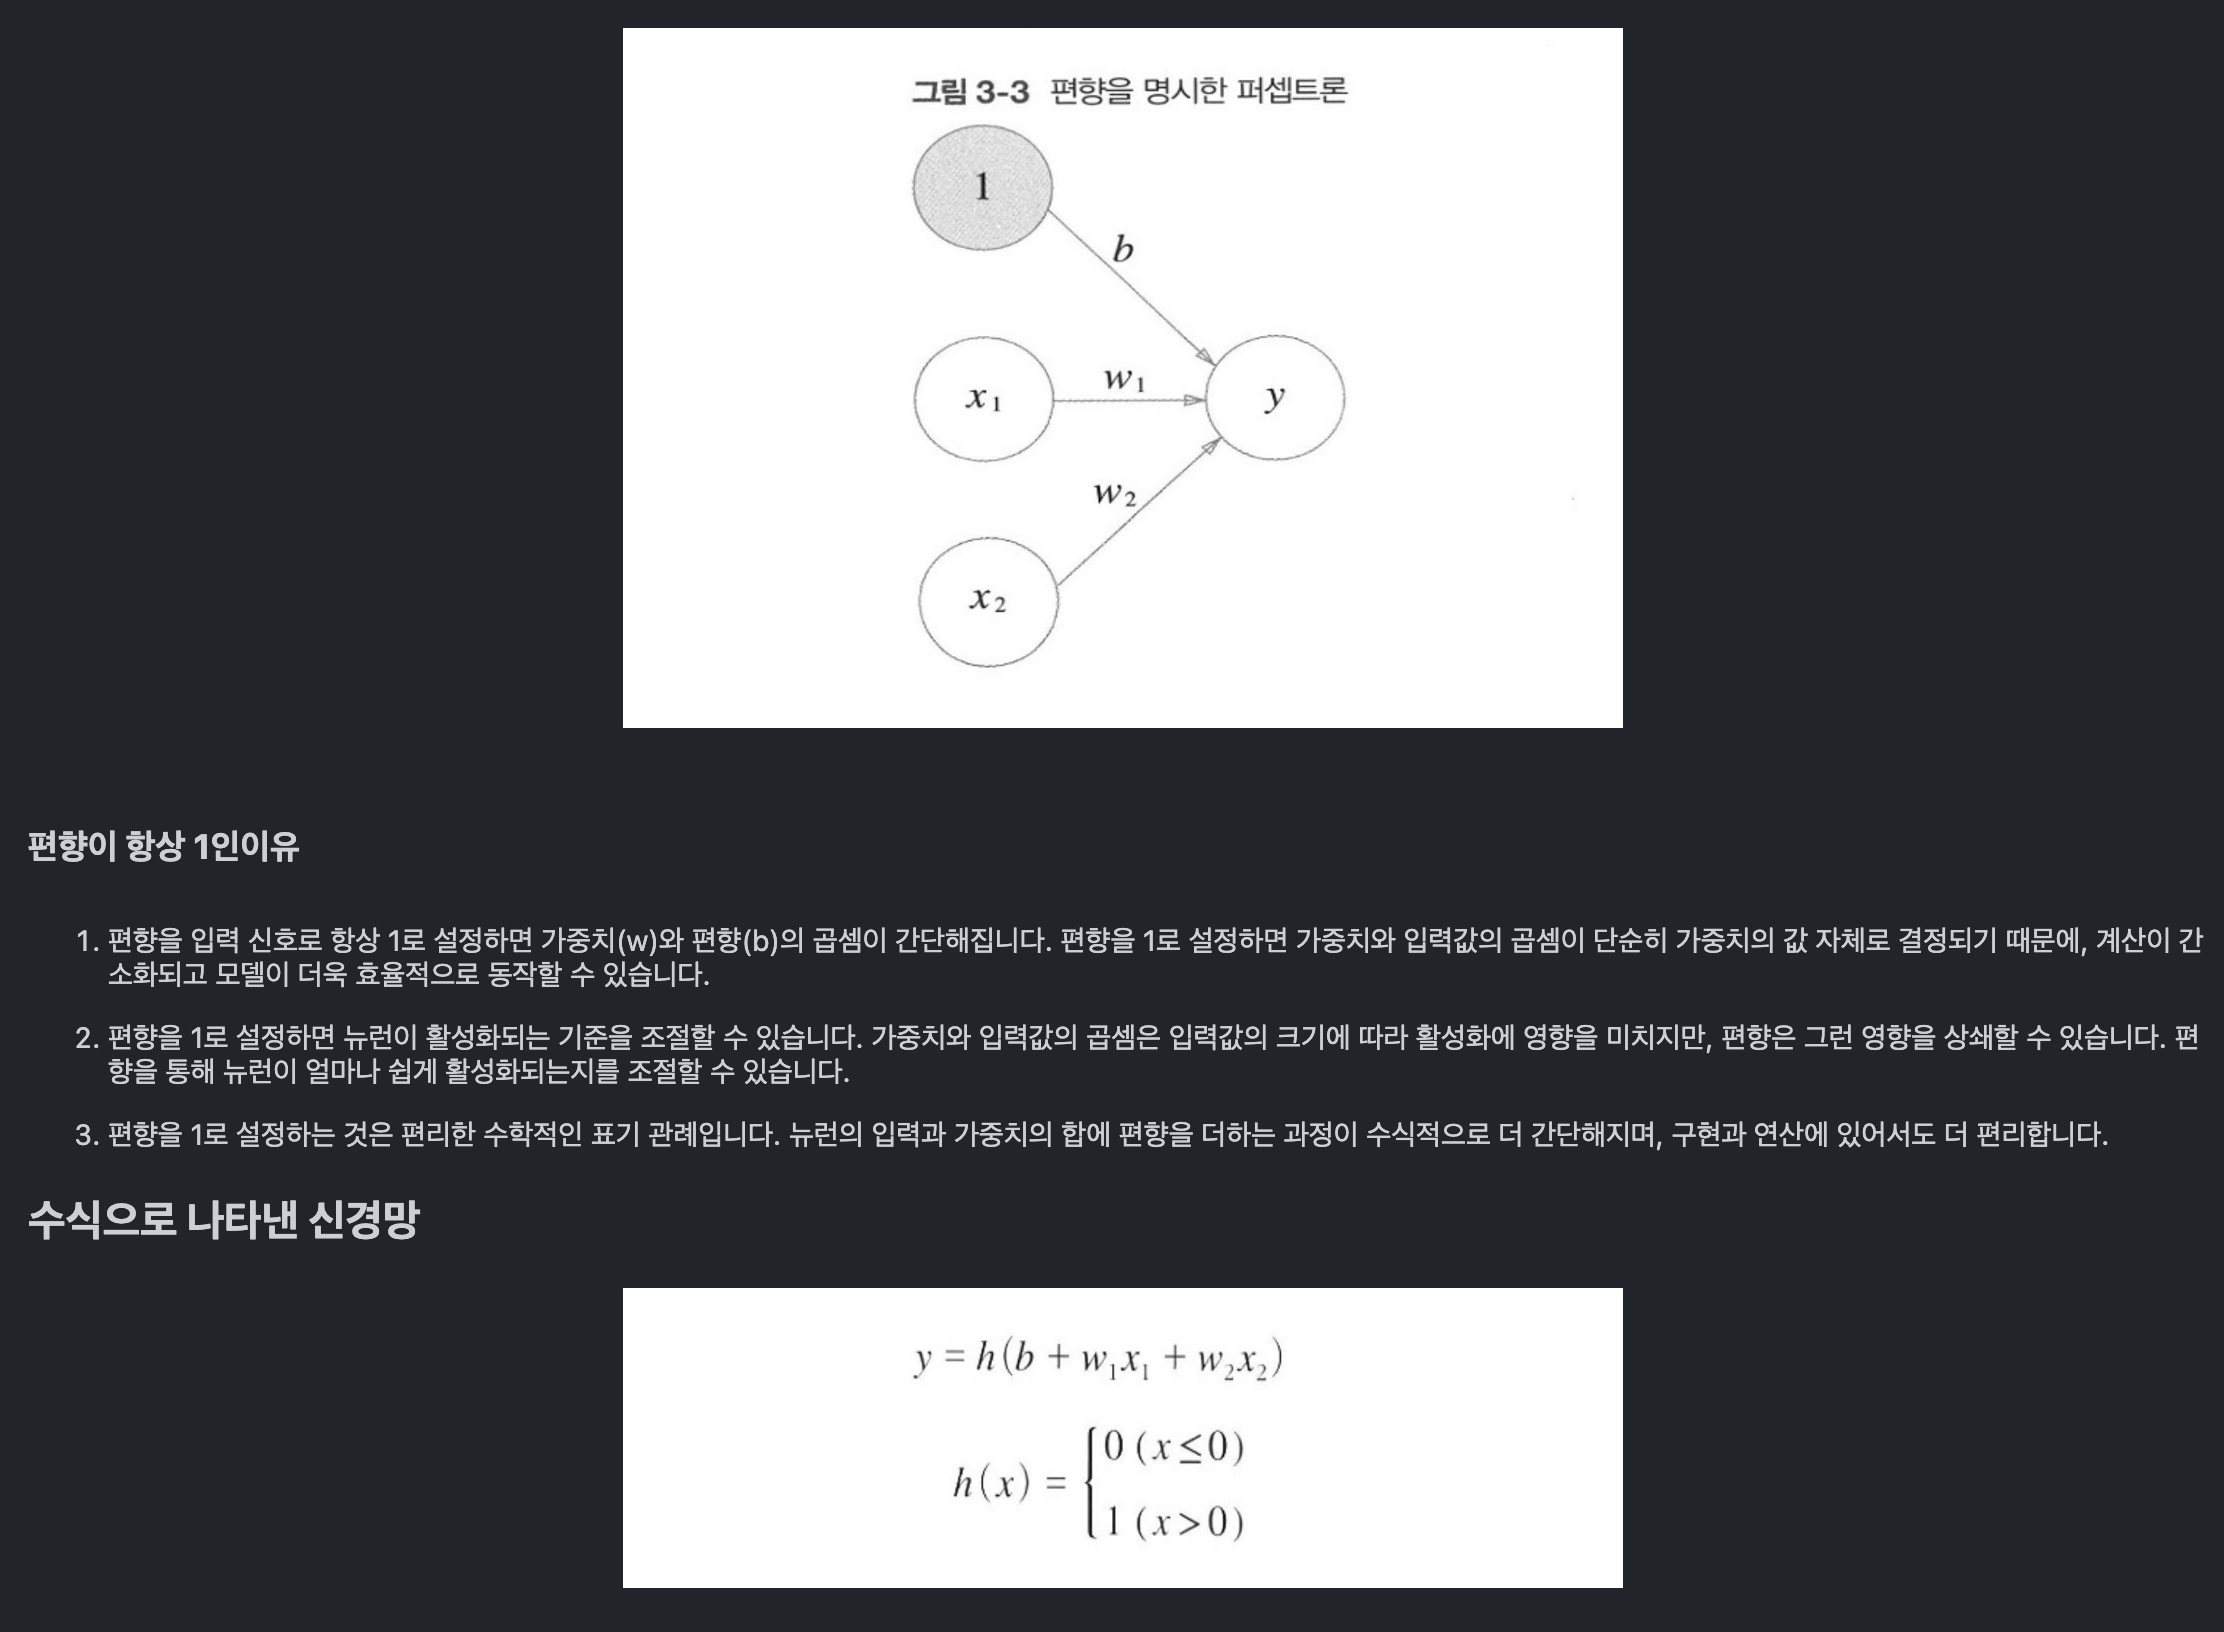 그림 3-3 편향을 명시한 퍼셉트론
1
b
w₁
x₁
y
w₂
x₂
편향이 항상 1인이유
1. 편향을 입력 신호로 항상 1로 설정하면 가중치(w)와 편향(b)의 곱셈이 간단해집니다. 편향을 1로 설정하면 가중치와 입력값의 곱셈이 단순히 가중치의 값 자체로 결정되기 때문에, 계산이 간
소화되고 모델이 더욱 효율적으로 동작할 수 있습니다.
2. 편향을 1로 설정하면 뉴런이 활성화되는 기준을 조절할 수 있습니다. 가중치와 입력값의 곱셈은 입력값의 크기에 따라 활성화에 영향을 미치지만, 편향은 그런 영향을 상쇄할 수 있습니다. 편
향을 통해 뉴런이 얼마나 쉽게 활성화되는지를 조절할 수 있습니다.
3. 편향을 1로 설정하는 것은 편리한 수학적인 표기 관례입니다. 뉴런의 입력과 가중치의 합에 편향을 더하는 과정이 수식적으로 더 간단해지며, 구현과 연산에 있어서도 더 편리합니다.
수식으로 나타낸 신경망
y = h(b + w₁x₁ + w₂x₂)
h(x) = {
0 (x≤0)
1 (x>0)